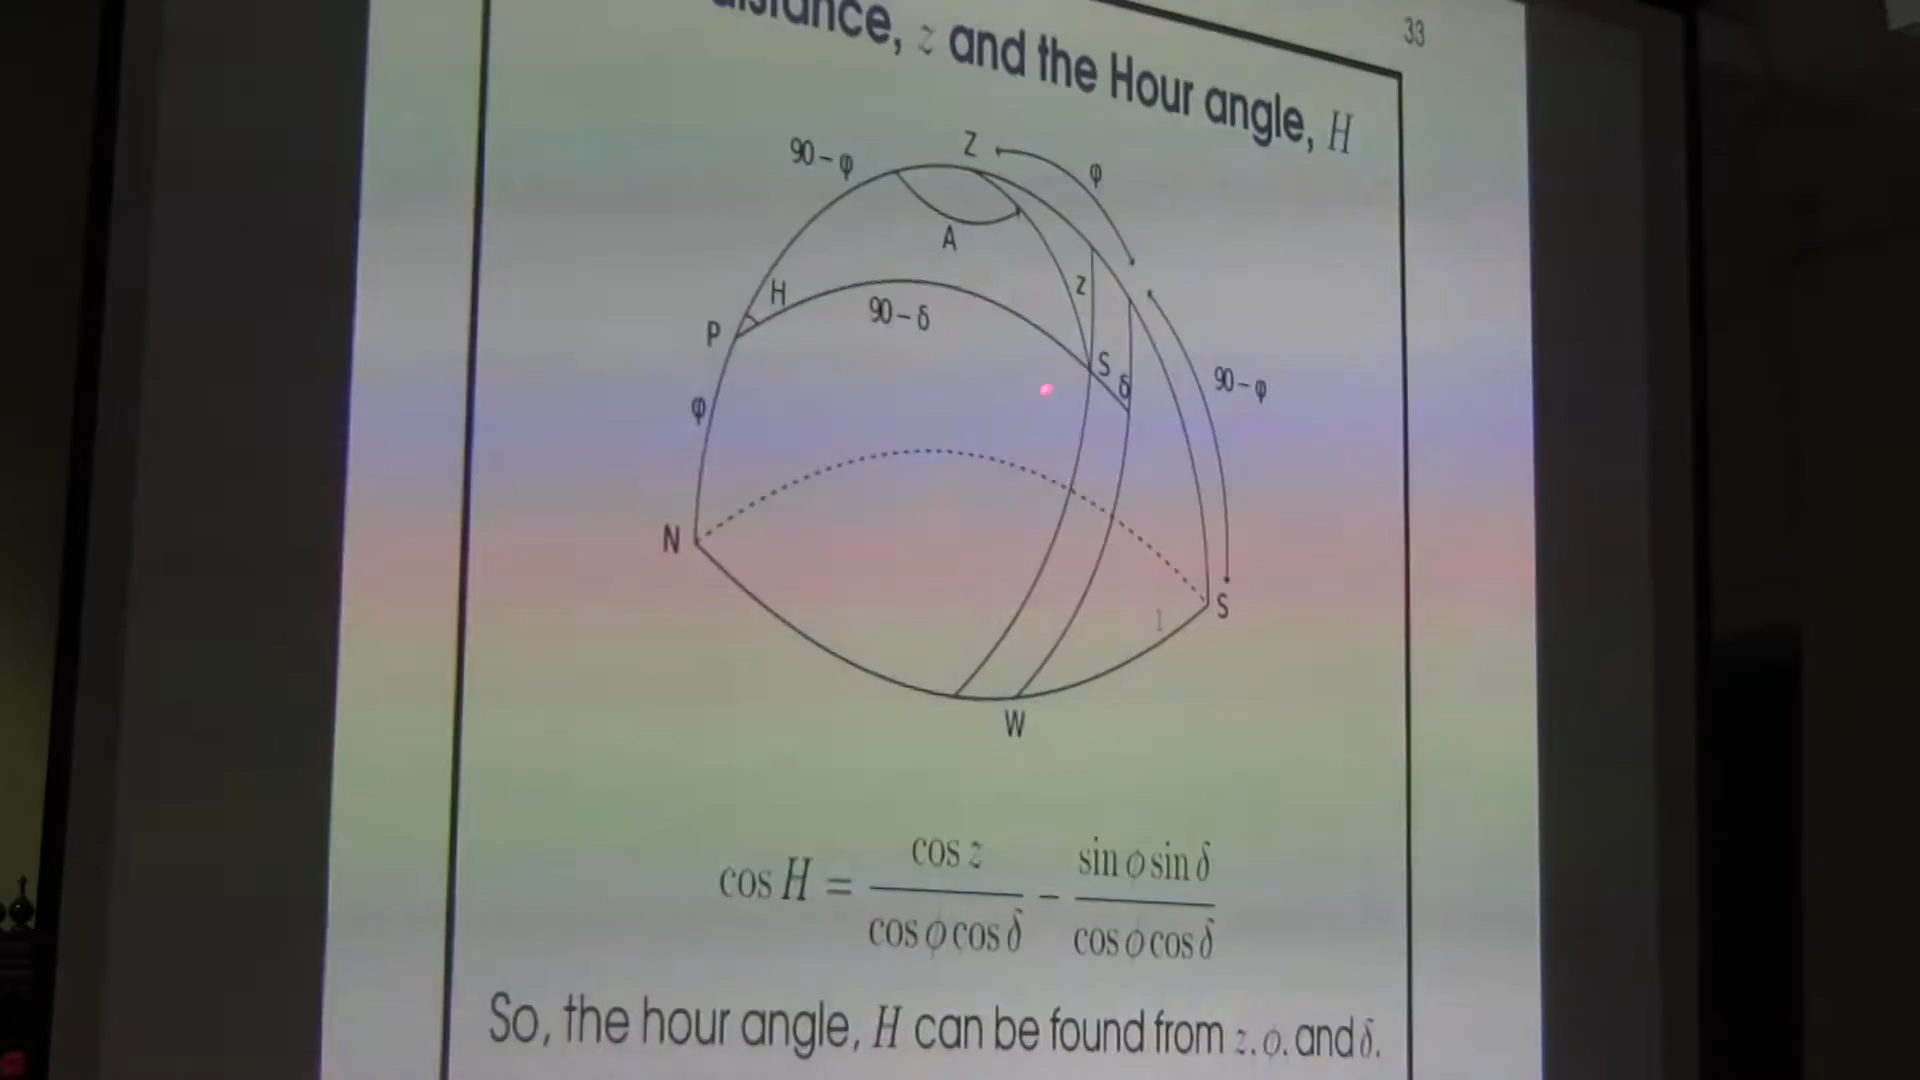 33
distance, z and the Hour angle, H
90 – φ
Z
φ
A
H
90 – δ
z
P
S
δ
90 – φ
φ
N
S
W
cos H = cos z / cos ϕ cos δ – sin ϕ sin δ / cos ϕ cos δ
So, the hour angle, H can be found from z. ϕ. and δ.